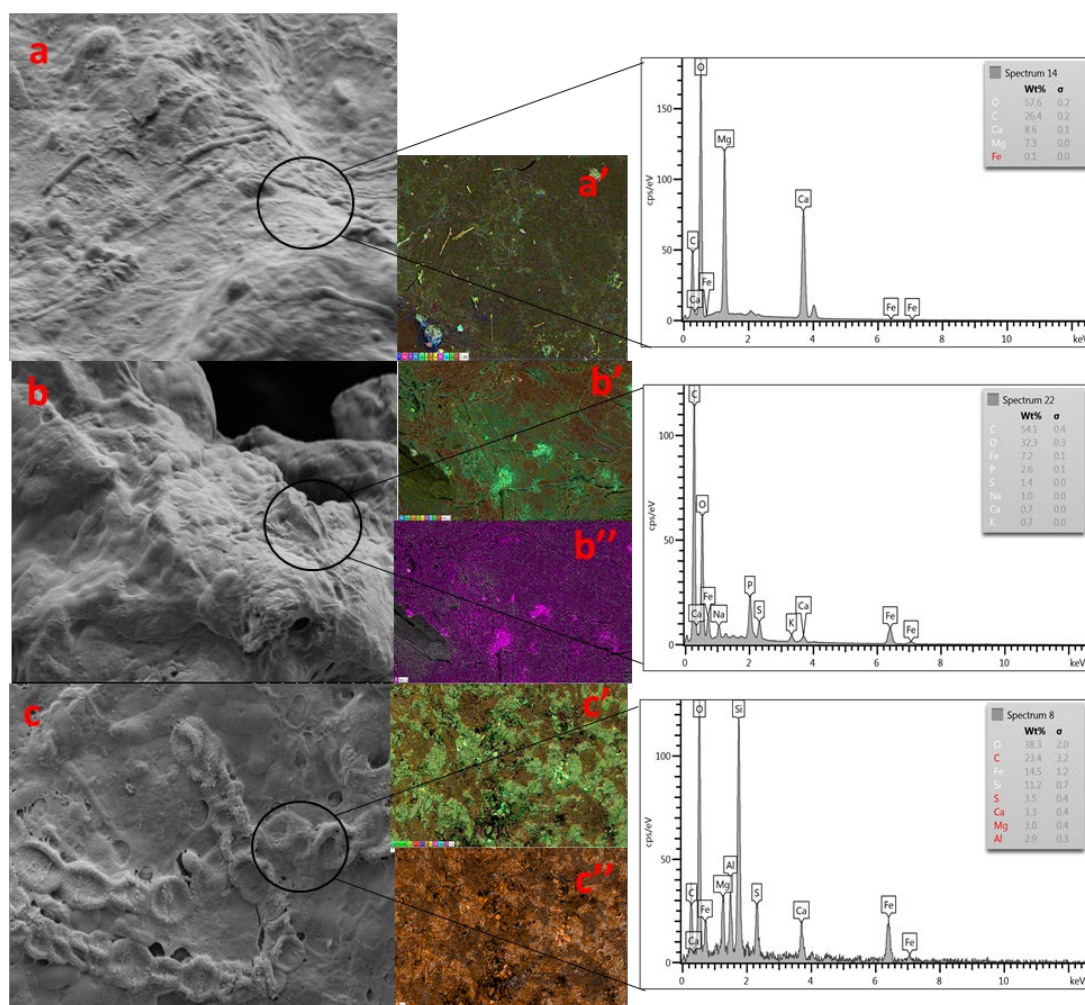 a
a’
b
b’
b’’
c
c’
c’’
Spectrum 14
Wt% σ
O 57.6 0.2
C 26.4 0.2
Ca 8.6 0.1
Mg 7.3 0.0
Fe 0.1 0.0
cps/eV
150
100
50
0
O
Mg
Ca
C
Fe
Ca
Fe
Fe
0 2 4 6 8 10 12 keV
Spectrum 22
Wt% σ
C 54.1 0.4
O 32.3 0.3
Fe 7.2 0.1
P 2.6 0.1
S 1.4 0.0
Na 1.0 0.0
Ca 0.7 0.0
K 0.7 0.0
cps/eV
100
50
0
C
O
P
Fe
S
Ca
Ca
Na
K
Fe
Fe
0 2 4 6 8 10 12 keV
Spectrum 8
Wt% σ
O 38.3 2.0
C 23.4 3.2
Fe 14.5 1.2
Si 11.2 0.7
S 3.5 0.4
Ca 3.3 0.4
Mg 3.0 0.4
Al 2.9 0.3
cps/eV
100
50
0
O
Si
Al
C
Mg
S
Fe
Fe
Ca
Ca
Fe
0 2 4 6 8 10 12 keV